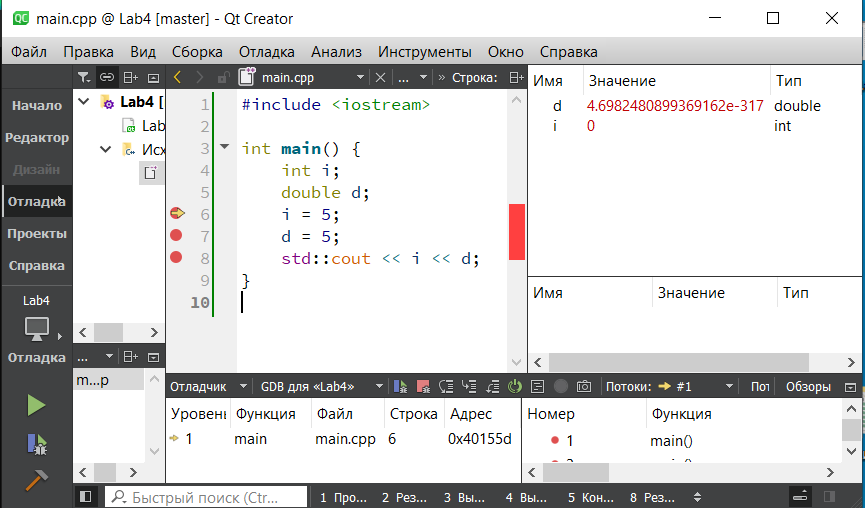 main.cpp @ Lab4 [master] - Qt Creator
Файл Правка Вид Сборка Отладка Анализ Инструменты Окно Справка
Начало
Редактор
Дизайн
Отладка
Проекты
Справка
Lab4
Отладка
Lab4 [
Lab
Исх
... 
m...p
main.cpp ... » Строка:
1 #include <iostream>
2
3 int main() {
4 int i;
5 double d;
6 i = 5;
7 d = 5;
8 std::cout << i << d;
9 }
10
Имя Значение Тип
d 4.6982480899369162e-317 double
i 0 int
Имя Значение Тип
Отладчик GDB для «Lab4» Потоки: #1 Пот Обзоры
Уровень Функция Файл Строка Адрес
1 main main.cpp 6 0x40155d
Номер Функция
1 main()
Быстрый поиск (Ctr... 1 Про... 2 Рез... 3 Вы... 4 Вы... 5 Кон... 8 Рез...